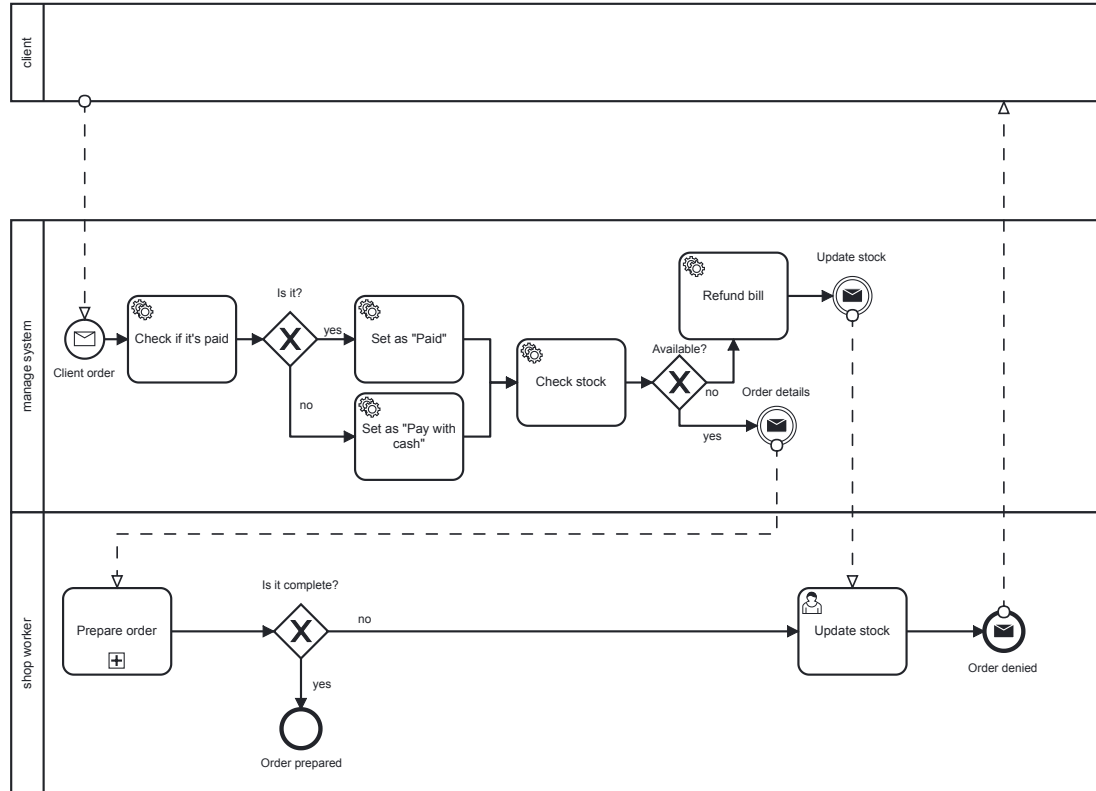 client
manage system
Client order
Check if it's paid
Is it?
yes
no
Set as "Paid"
Set as "Pay with
cash"
Check stock
Available?
no
yes
Refund bill
Update stock
Order details
shop worker
Prepare order
Is it complete?
no
yes
Order prepared
Update stock
Order denied